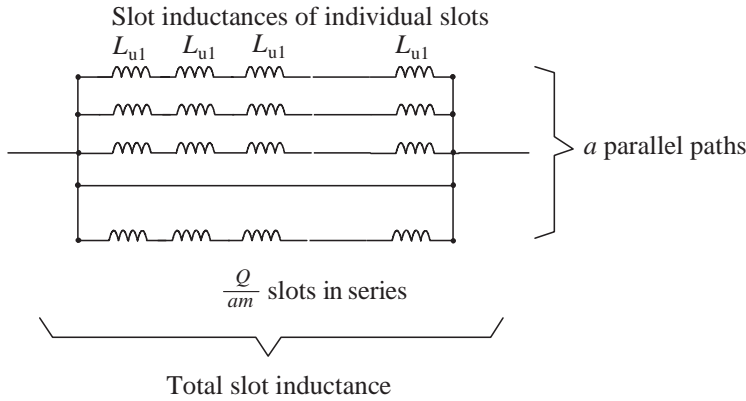 Slot inductances of individual slots
L_u1 L_u1 L_u1 L_u1
a parallel paths
Q/am slots in series
Total slot inductance